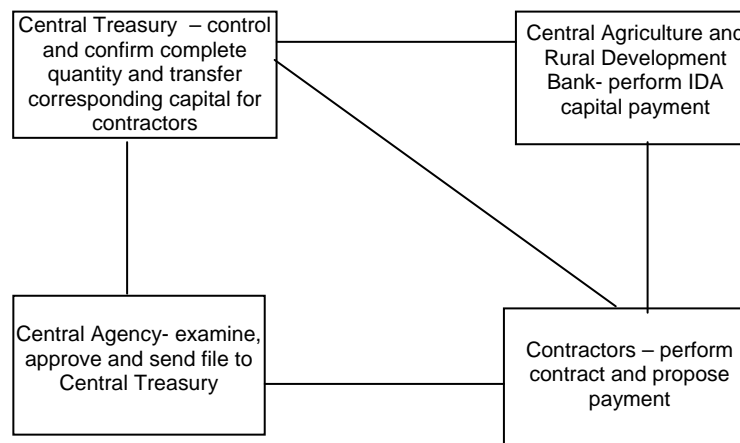 Central Treasury – control
and confirm complete
quantity and transfer
corresponding capital for
contractors
Central Agriculture and
Rural Development
Bank- perform IDA
capital payment
Central Agency- examine,
approve and send file to
Central Treasury
Contractors – perform
contract and propose
payment